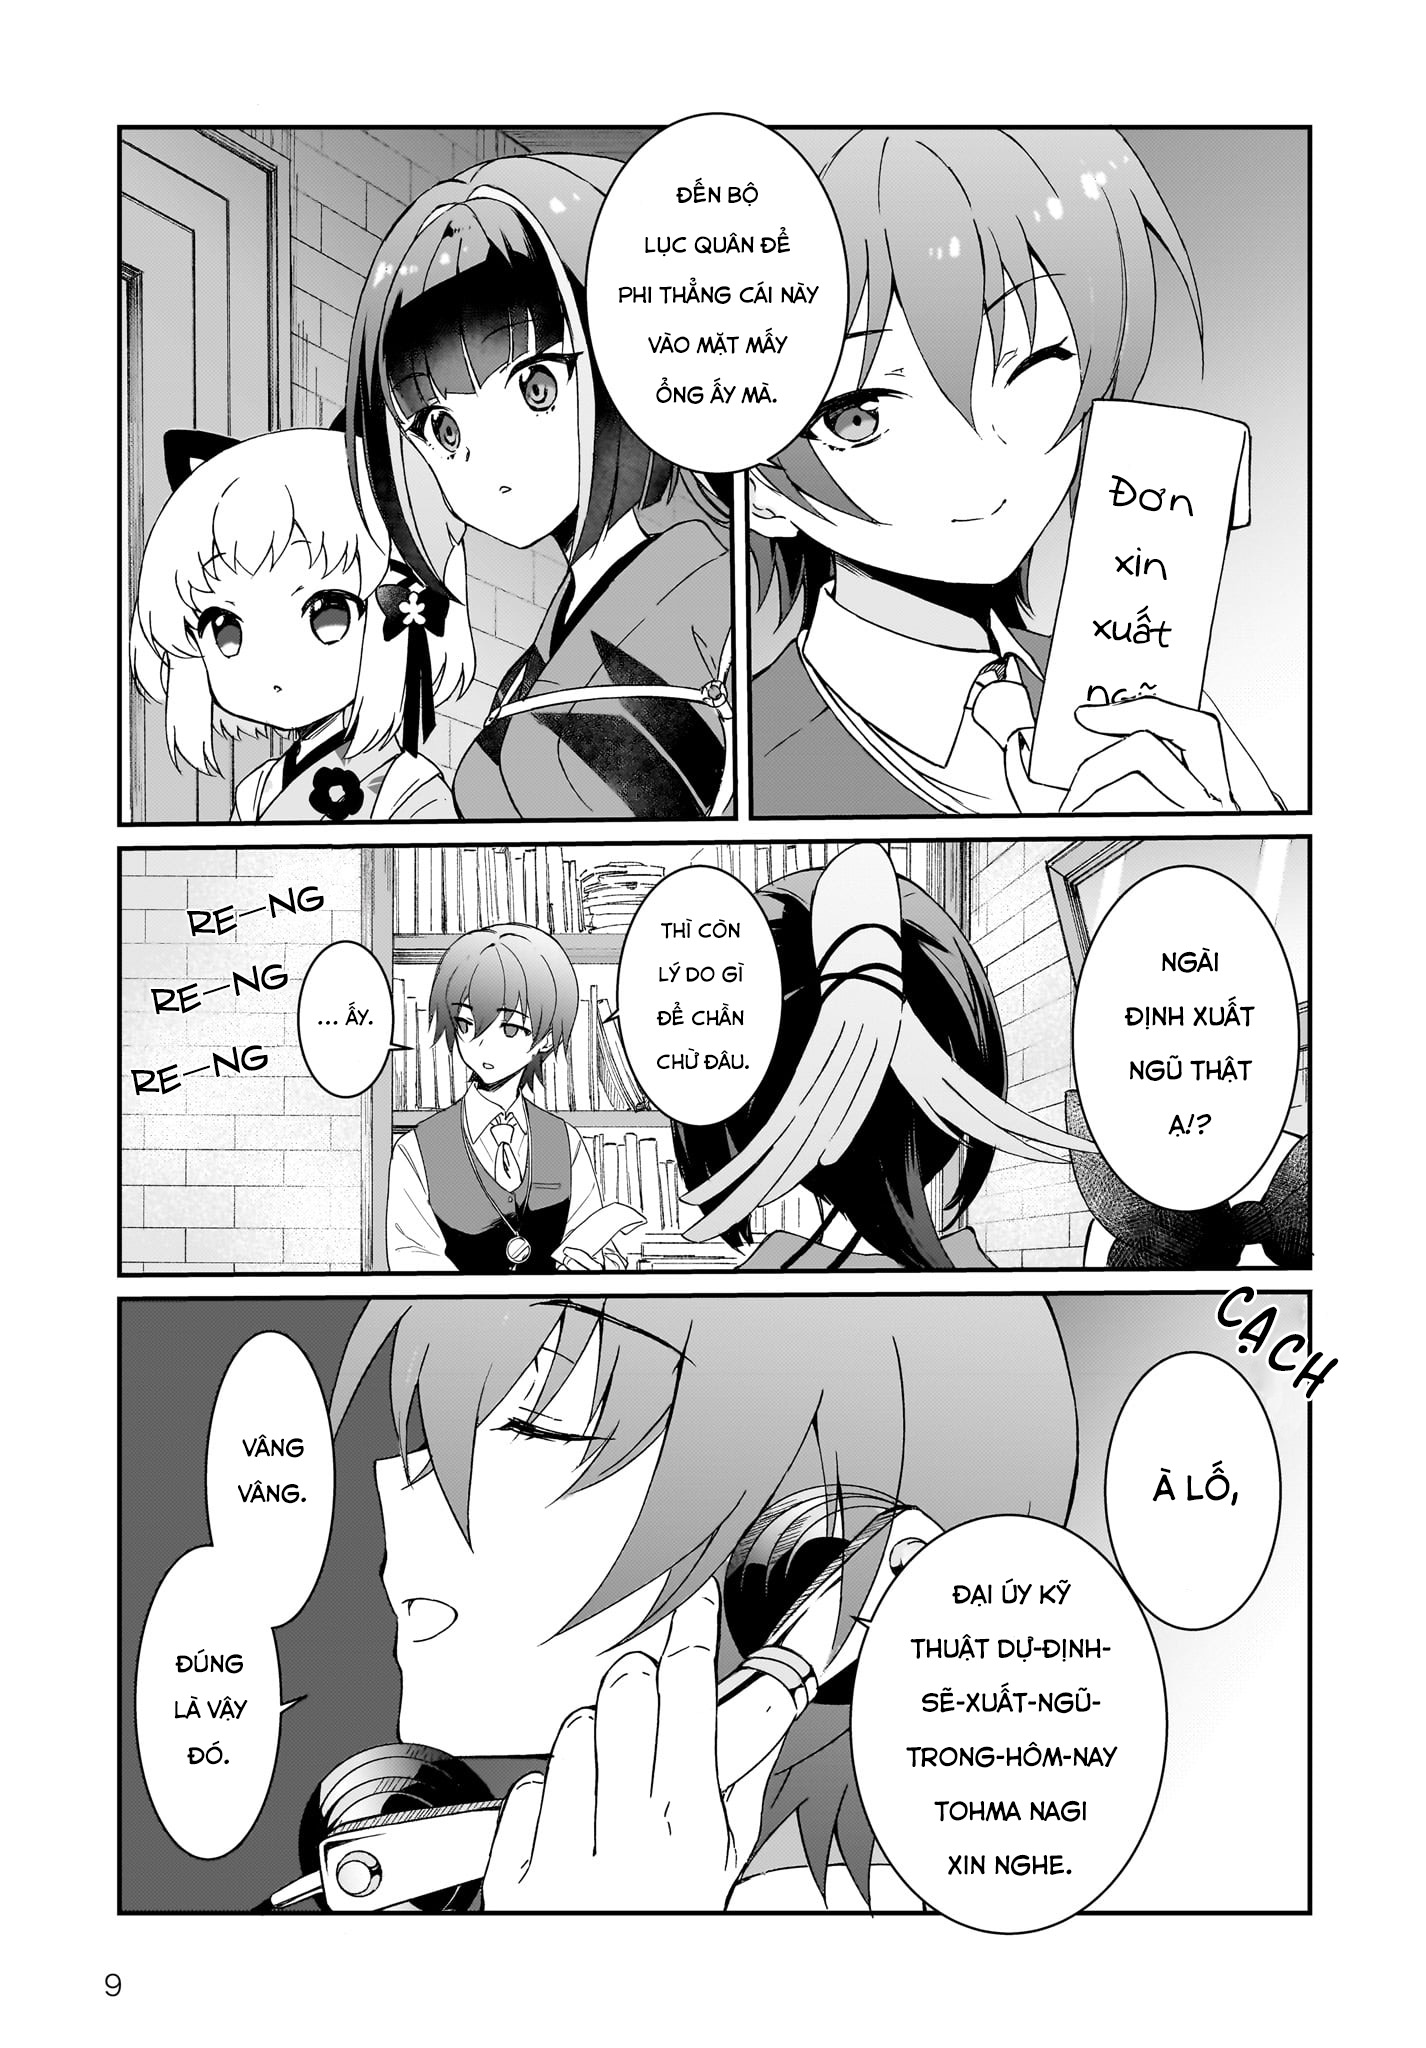 ĐẾN BỘ
LỤC QUÂN ĐỂ
PHI THẲNG CÁI NÀY
VÀO MẶT MẤY
ỔNG ẤY MÀ.
Đơn
xin
xuất
NGÀI
ĐỊNH XUẤT
NGŨ THẬT
Ạ!?
THÌ CÒN
LÝ DO GÌ
ĐỂ CHẦN
CHỪ ĐÂU.
... ẤY.
RE-NG
RE-NG
RE-NG
CẠCH
À LỐ,
ĐẠI ÚY KỸ
THUẬT DỰ-ĐỊNH-
SẼ-XUẤT-NGŨ-
TRONG-HÔM-NAY
TOHMA NAGI
XIN NGHE.
VÂNG
VÂNG.
ĐÚNG
LÀ VẬY
ĐÓ.
9